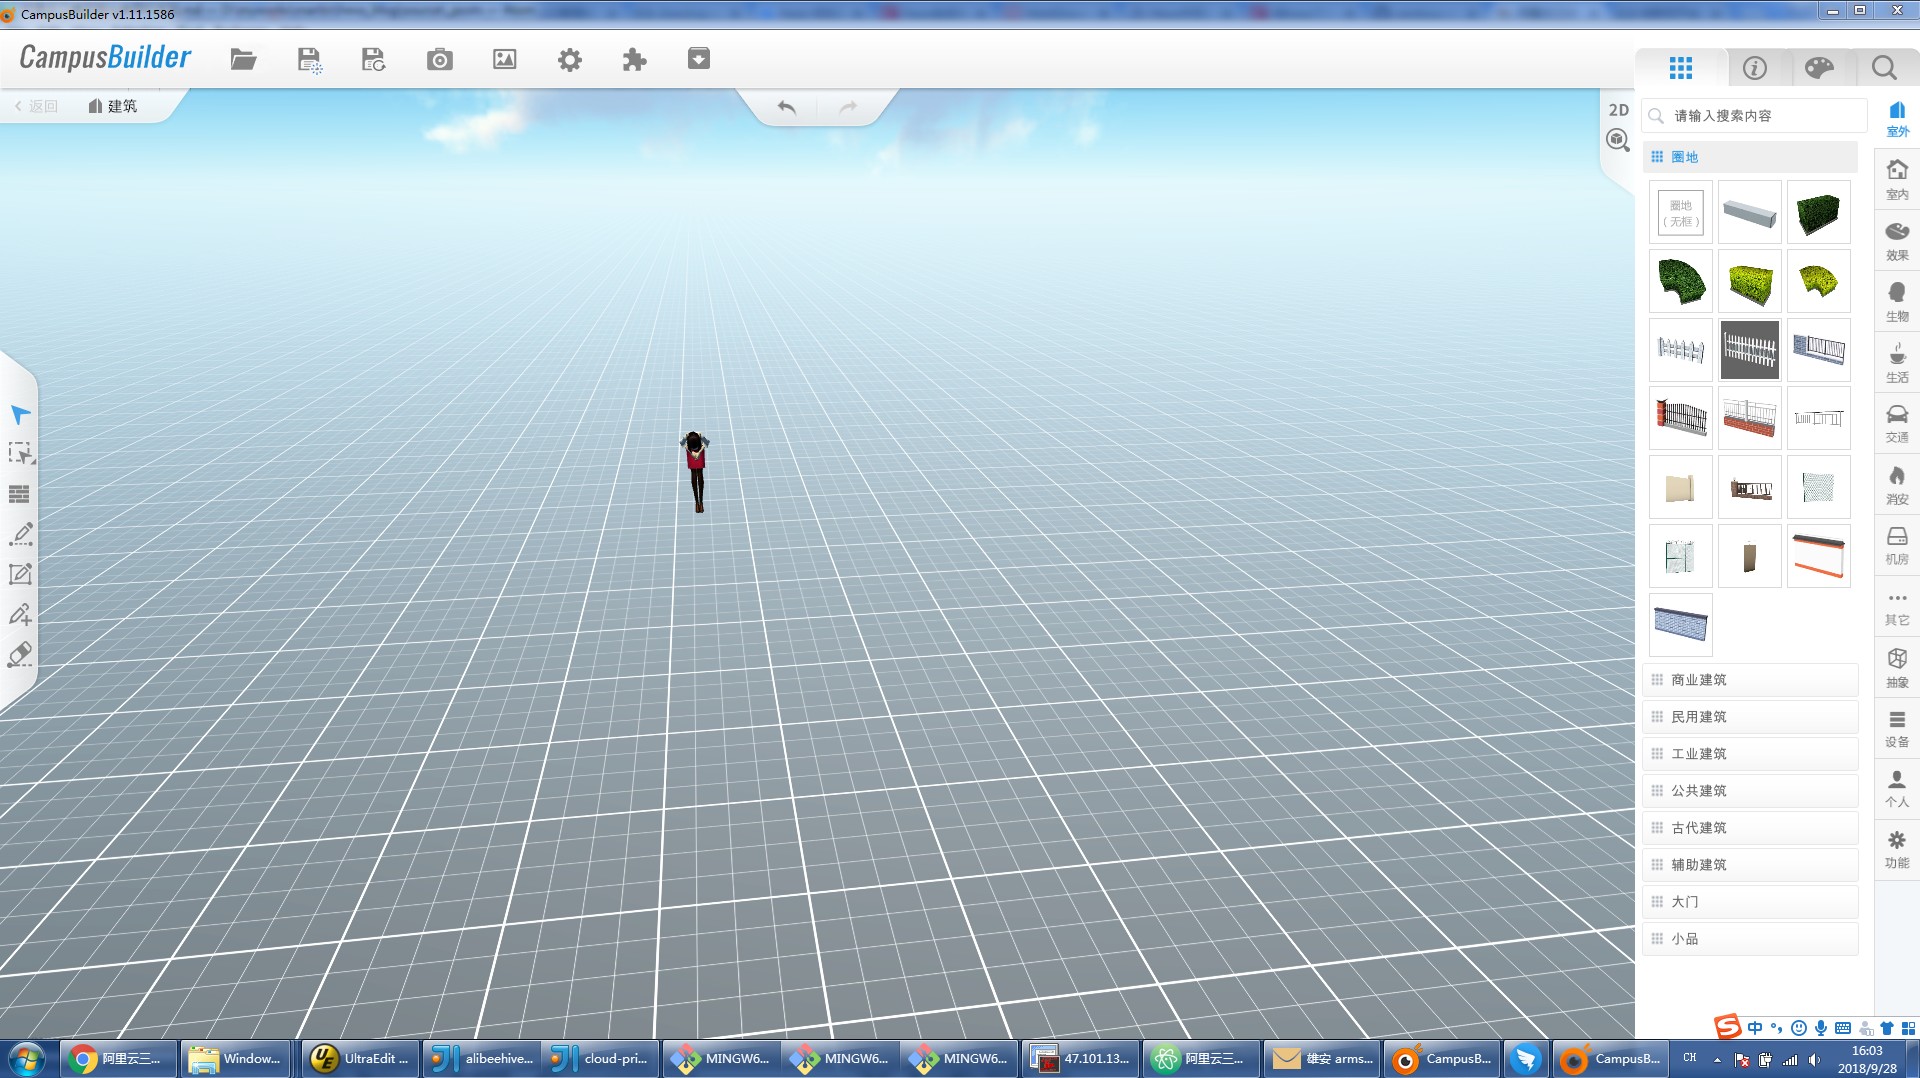 CampusBuilder v1.11.1586
CampusBuilder
返回
建筑
2D
请输入搜索内容
圈地
圈地
(无框)
商业建筑
民用建筑
工业建筑
公共建筑
古代建筑
辅助建筑
大门
小品
室外
室内
效果
生物
生活
交通
消安
机房
其它
抽象
设备
个人
功能
中
阿里云三...
Window...
UltraEdit ...
alibeehive...
cloud-pri...
MINGW6...
MINGW6...
MINGW6...
47.101.13...
阿里云三...
雄安 arms...
CampusB...
CampusB...
CH
16:03
2018/9/28